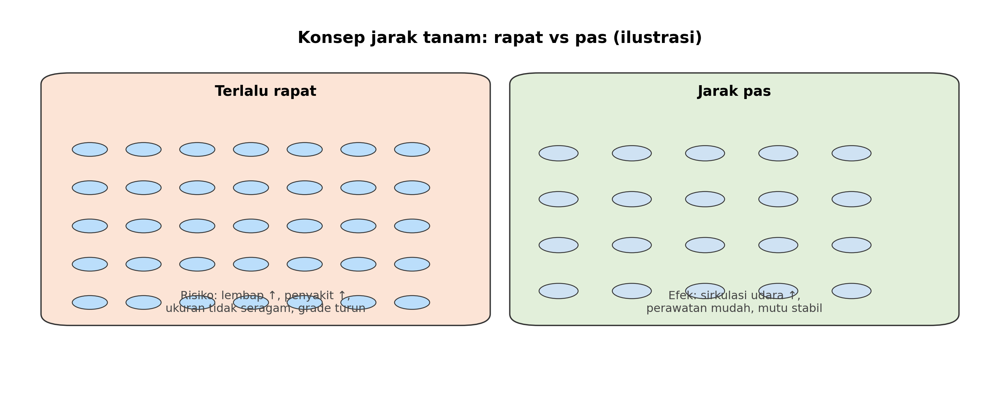 Konsep jarak tanam: rapat vs pas (ilustrasi)
Terlalu rapat
Risiko: lembap ↑, penyakit ↑,
ukuran tidak seragam, grade turun
Jarak pas
Efek: sirkulasi udara ↑,
perawatan mudah, mutu stabil